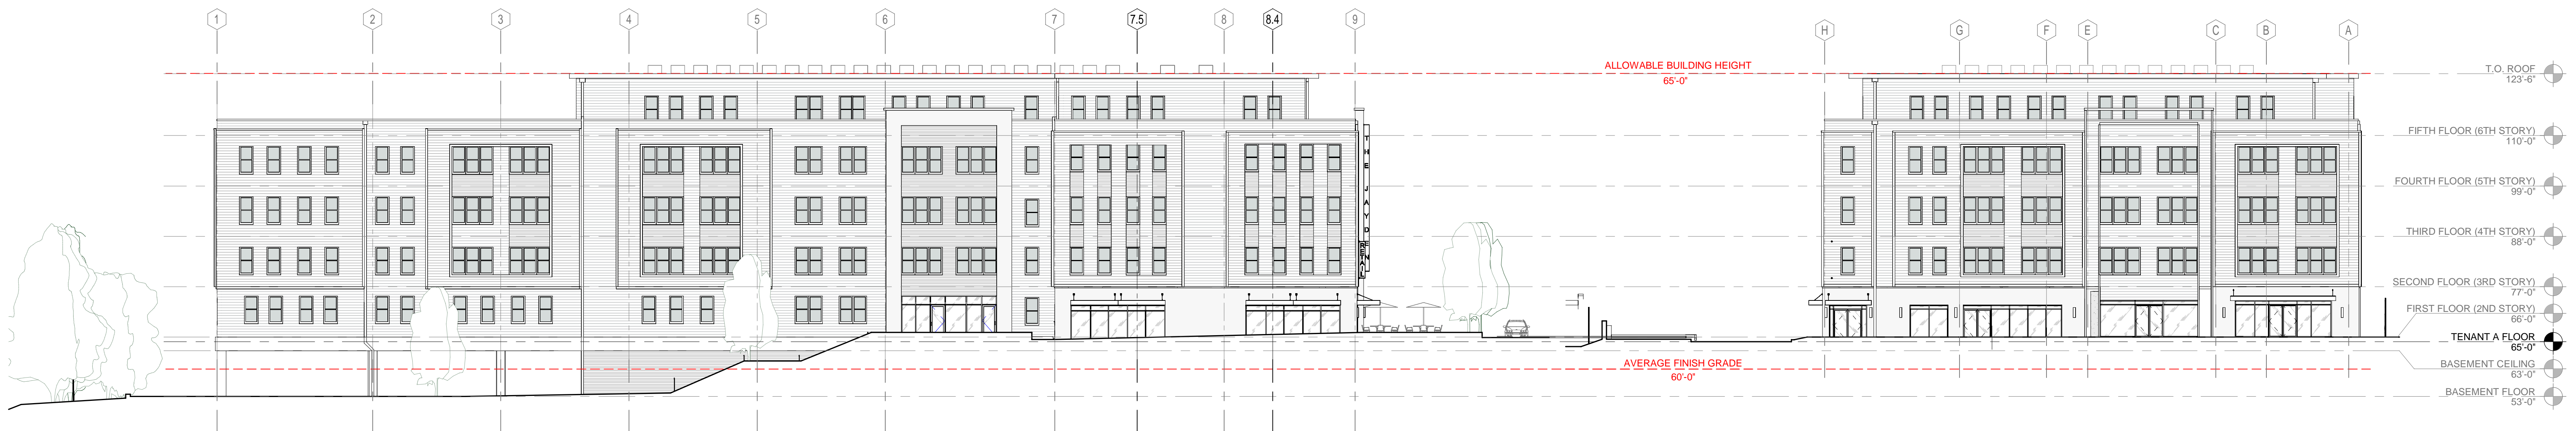 1 2 3 4 5 6 7 7.5 8 8.4 9 H G F E C B A
ALLOWABLE BUILDING HEIGHT
65'-0"
T.O. ROOF
123'-6"
THE JAYDEN
RETAIL
FIFTH FLOOR (6TH STORY)
110'-0"
FOURTH FLOOR (5TH STORY)
99'-0"
THIRD FLOOR (4TH STORY)
88'-0"
SECOND FLOOR (3RD STORY)
77'-0"
FIRST FLOOR (2ND STORY)
66'-0"
TENANT A FLOOR
65'-0"
AVERAGE FINISH GRADE
60'-0"
BASEMENT CEILING
63'-0"
BASEMENT FLOOR
53'-0"